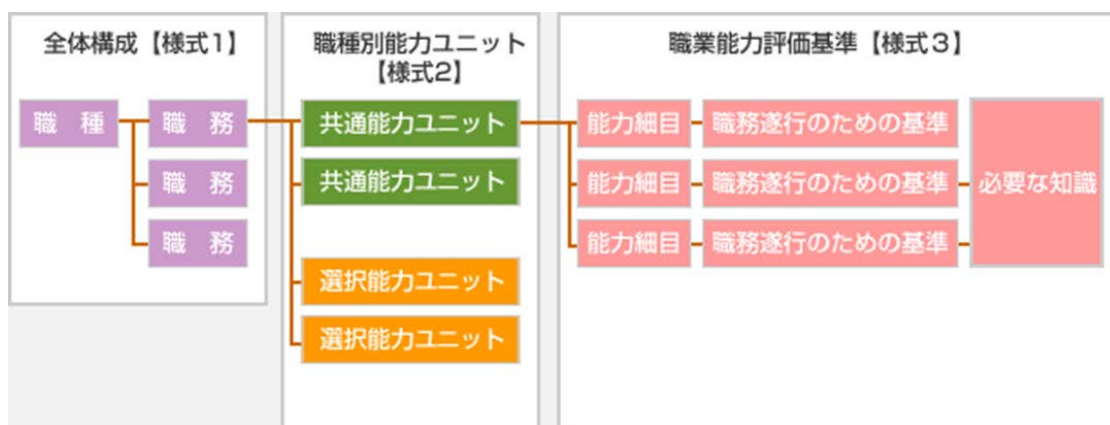 全体構成【様式1】
職　種
職　務
職　務
職　務
職種別能力ユニット
【様式2】
共通能力ユニット
共通能力ユニット
選択能力ユニット
選択能力ユニット
職業能力評価基準【様式３】
能力細目
職務遂行のための基準
能力細目
職務遂行のための基準
能力細目
職務遂行のための基準
必要な知識